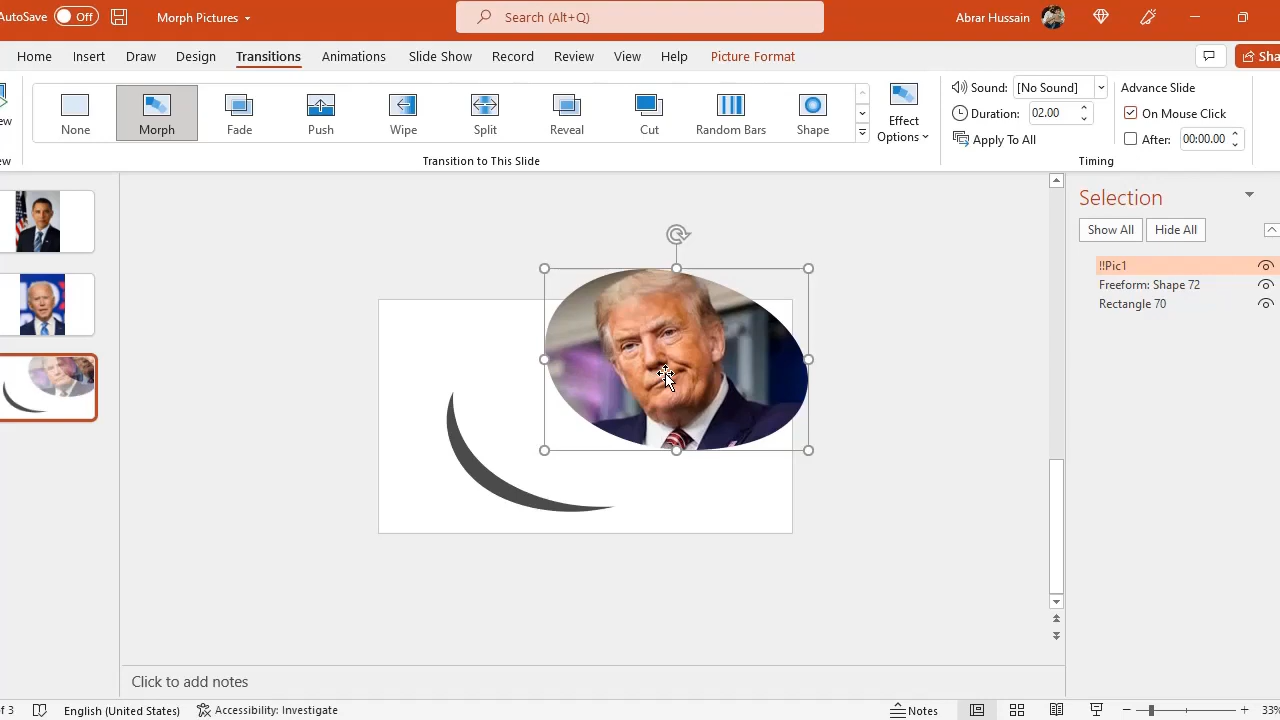 AutoSave Off Morph Pictures Search (Alt+Q) Abrar Hussain
Home Insert Draw Design Transitions Animations Slide Show Record Review View Help Picture Format
None Morph Fade Push Wipe Split Reveal Cut Random Bars Shape
Effect
Options
Sound: [No Sound]
Duration: 02.00
Apply To All
Advance Slide
On Mouse Click
After: 00:00.00
Transition to This Slide
Timing
Selection
Show All Hide All
!!Pic1
Freeform: Shape 72
Rectangle 70
Click to add notes
of 3 English (United States) Accessibility: Investigate Notes 33%